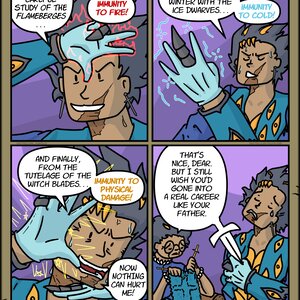 STUDY OF THE
FLAMEBERGES
. . .
IMMUNITY
TO FIRE!
WINTER WITH THE
ICE DWARVES...
IMMUNITY
TO COLD!
AND FINALLY,
FROM THE
TUTELAGE OF THE
WITCH BLADES...
IMMUNITY TO
PHYSICAL
DAMAGE!
NOW
NOTHING
CAN HURT
ME!
THAT'S
NICE, DEAR.
BUT I STILL
WISH YOU'D
GONE INTO
A REAL CAREER
LIKE YOUR
FATHER.